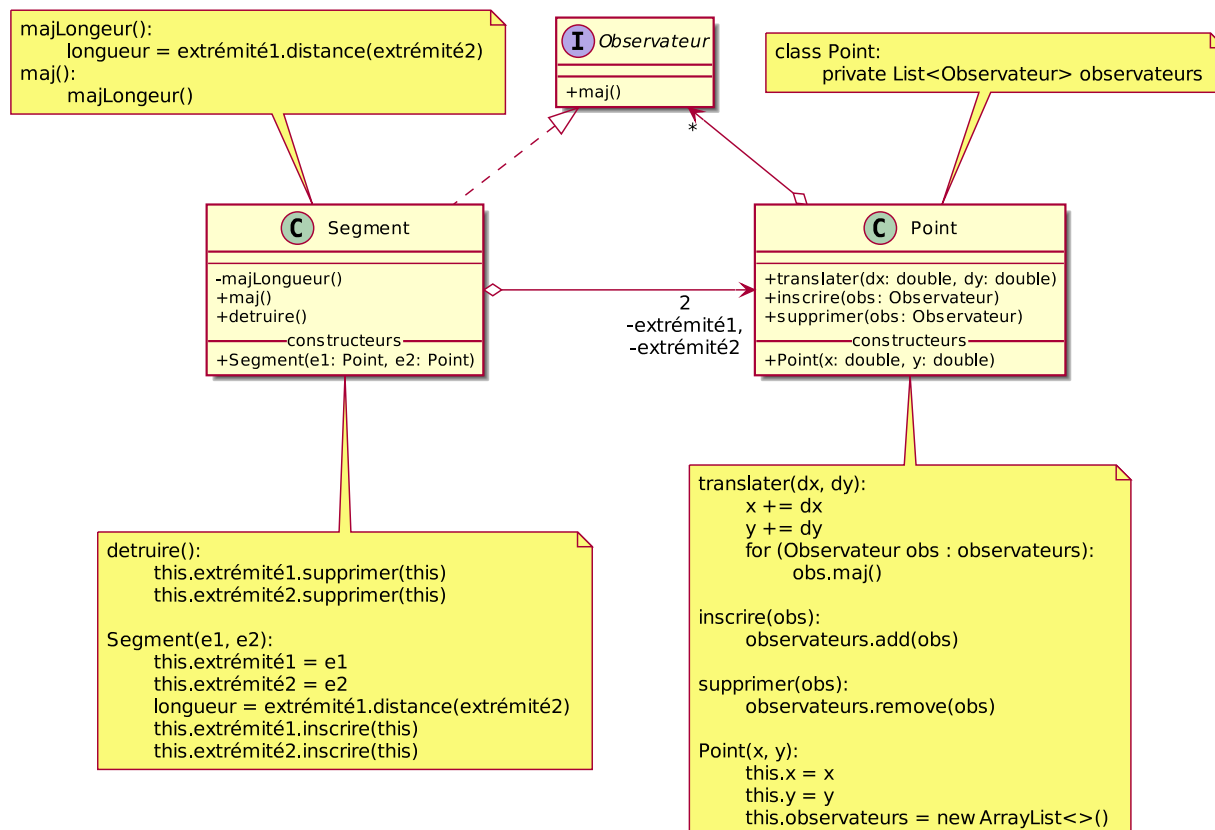 majLongeur():
longueur = extrémité1.distance(extrémité2)
maj():
majLongeur()
I Observateur
+maj()
class Point:
private List<Observateur> observateurs
*
C Segment
-majLongueur()
+maj()
+detruire()
constructeurs
+Segment(e1: Point, e2: Point)
2
-extrémité1,
-extrémité2
C Point
+translater(dx: double, dy: double)
+inscrire(obs: Observateur)
+supprimer(obs: Observateur)
constructeurs
+Point(x: double, y: double)
detruire():
this.extrémité1.supprimer(this)
this.extrémité2.supprimer(this)
Segment(e1, e2):
this.extrémité1 = e1
this.extrémité2 = e2
longueur = extrémité1.distance(extrémité2)
this.extrémité1.inscrire(this)
this.extrémité2.inscrire(this)
translater(dx, dy):
x += dx
y += dy
for (Observateur obs : observateurs):
obs.maj()
inscrire(obs):
observateurs.add(obs)
supprimer(obs):
observateurs.remove(obs)
Point(x, y):
this.x = x
this.y = y
this.observateurs = new ArrayList<>()